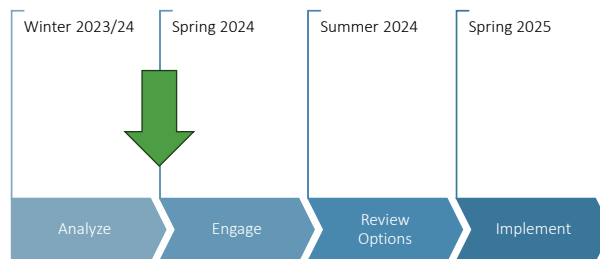 Winter 2023/24
Spring 2024
Summer 2024
Spring 2025
Analyze
Engage
Review
Options
Implement